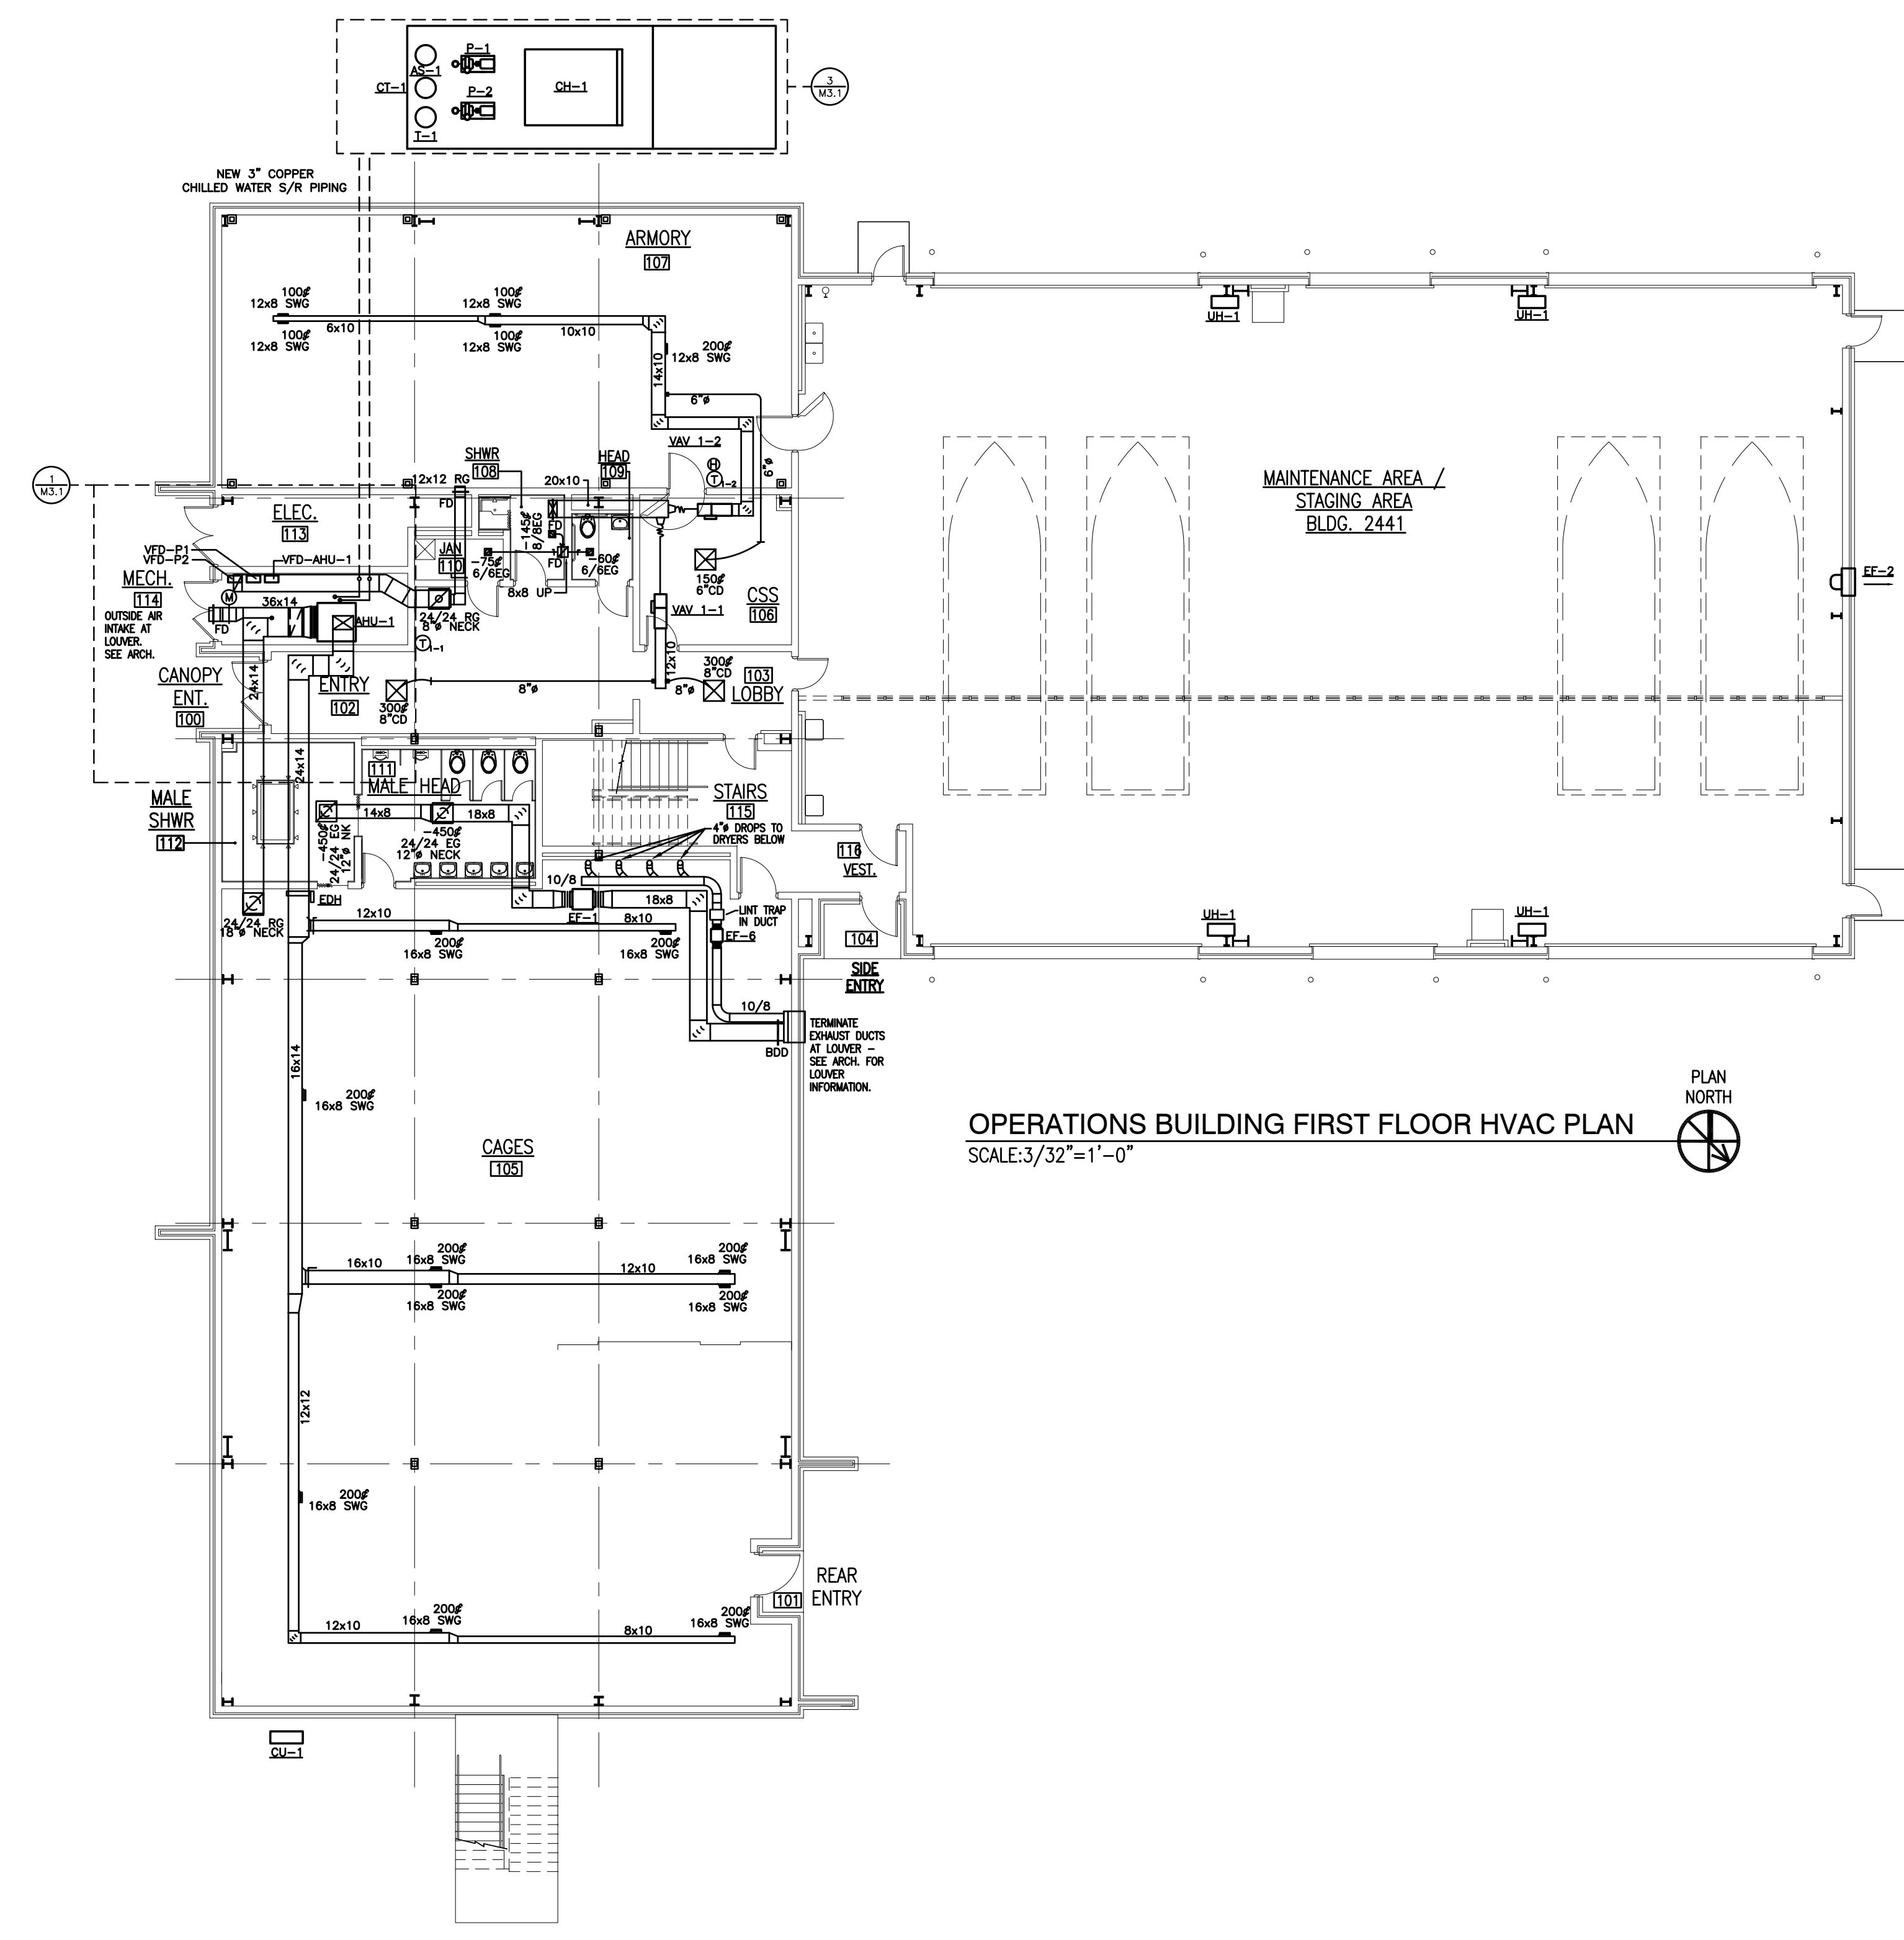 P-1
AS-1
CT-1
P-2
CH-1
T-1
3
M3.1
NEW 3" COPPER
CHILLED WATER S/R PIPING
ARMORY
107
100¢
12x8 SWG
100¢
12x8 SWG
6x10
10x10
100¢
12x8 SWG
100¢
12x8 SWG
200¢
12x8 SWG
14x10
6"ø
UH-1
UH-1
VAV 1-2
6"ø
H
T
1-2
SHWR
108
HEAD
109
12x12 RG
FD
20x10
1
M3.1
ELEC.
113
-145¢
8/8EG
FD
JAN
110
-75¢
6/6EG
FD
-60¢
6/6EG
8x8 UP
VFD-P1
VFD-P2
VFD-AHU-1
MECH.
114
M
36x14
FD
OUTSIDE AIR
INTAKE AT
LOUVER.
SEE ARCH.
AHU-1
24/24 RG
8"ø NECK
T
1-1
150¢
6"CD
CSS
106
VAV 1-1
12x10
MAINTENANCE AREA /
STAGING AREA
BLDG. 2441
EF-2
CANOPY
ENT.
100
24x14
ENTRY
102
300¢
8"CD
8"ø
8"ø
300¢
8"CD
103
LOBBY
24x14
111
MALE HEAD
MALE
SHWR
112
14x8
18x8
-450¢
24/24 EG
12"ø NK
-450¢
24/24 EG
12"ø NECK
STAIRS
115
4"ø DROPS TO
DRYERS BELOW
116
VEST.
10/8
EF-1
18x8
LINT TRAP
IN DUCT
EF-6
EDH
24/24 RG
18"ø NECK
12x10
8x10
200¢
16x8 SWG
200¢
16x8 SWG
104
SIDE
ENTRY
UH-1
UH-1
10/8
BDD
TERMINATE
EXHAUST DUCTS
AT LOUVER –
SEE ARCH. FOR
LOUVER
INFORMATION.
16x14
200¢
16x8 SWG
CAGES
105
PLAN
NORTH
OPERATIONS BUILDING FIRST FLOOR HVAC PLAN
SCALE:3/32"=1'-0"
16x10
200¢
16x8 SWG
200¢
16x8 SWG
12x10
200¢
16x8 SWG
200¢
16x8 SWG
12x12
200¢
16x8 SWG
REAR
ENTRY
101
12x10
200¢
16x8 SWG
8x10
200¢
16x8 SWG
CU-1